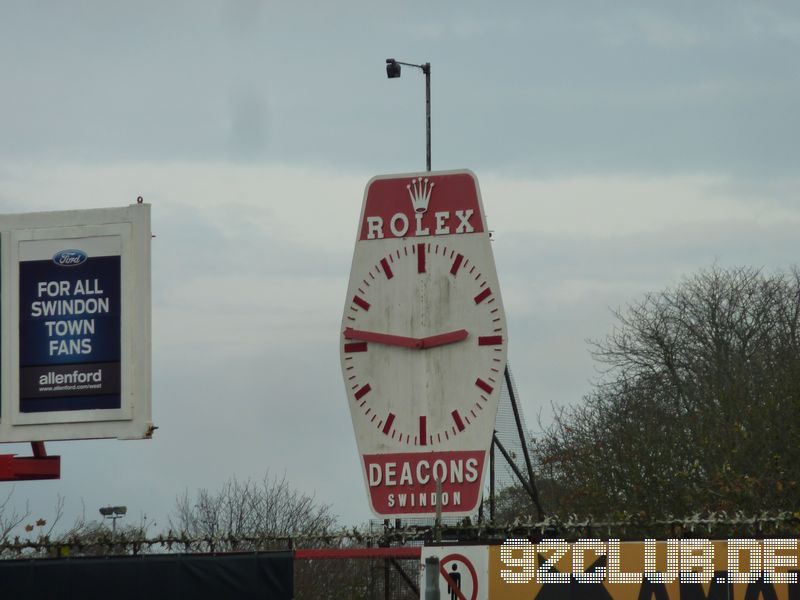 ROLEX
DEACONS
SWINDON
Ford
FOR ALL
SWINDON
TOWN
FANS
allenford
www.allenford.com/west
92CLUB.DE